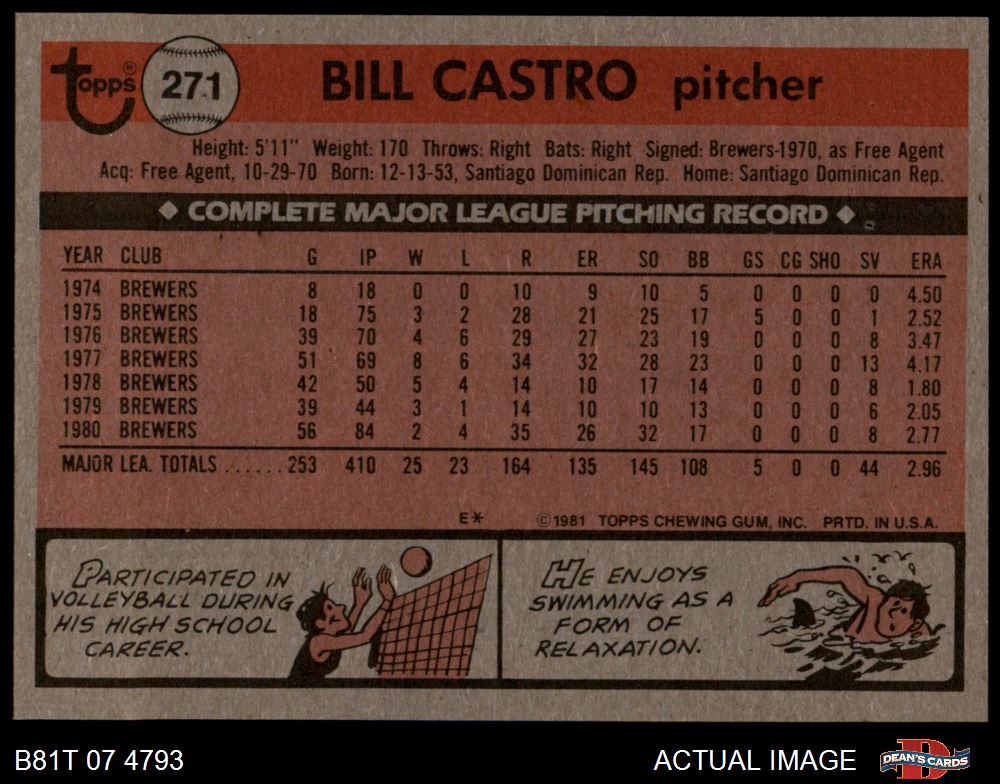 Topps® 271 BILL CASTRO pitcher
Height: 5'11" Weight: 170 Throws: Right Bats: Right Signed: Brewers-1970, as Free Agent
Acq: Free Agent, 10-29-70 Born: 12-13-53, Santiago Dominican Rep. Home: Santiago Dominican Rep.
◆ COMPLETE MAJOR LEAGUE PITCHING RECORD ◆
YEAR CLUB G IP W L R ER SO BB GS CG SHO SV ERA
1974 BREWERS 8 18 0 0 10 9 10 5 0 0 0 0 4.50
1975 BREWERS 18 75 3 2 28 21 25 17 5 0 0 1 2.52
1976 BREWERS 39 70 4 6 29 27 23 19 0 0 0 8 3.47
1977 BREWERS 51 69 8 6 34 32 28 23 0 0 0 13 4.17
1978 BREWERS 42 50 5 4 14 10 17 14 0 0 0 8 1.80
1979 BREWERS 39 44 3 1 14 10 10 13 0 0 0 6 2.05
1980 BREWERS 56 84 2 4 35 26 32 17 0 0 0 8 2.77
MAJOR LEA. TOTALS ......253 410 25 23 164 135 145 108 5 0 0 44 2.96
E* ©1981 TOPPS CHEWING GUM, INC. PRTD. IN U.S.A.
PARTICIPATED IN
VOLLEYBALL DURING
HIS HIGH SCHOOL
CAREER.
HE ENJOYS
SWIMMING AS A
FORM OF
RELAXATION.
B81T 07 4793 ACTUAL IMAGE DEAN'S CARDS